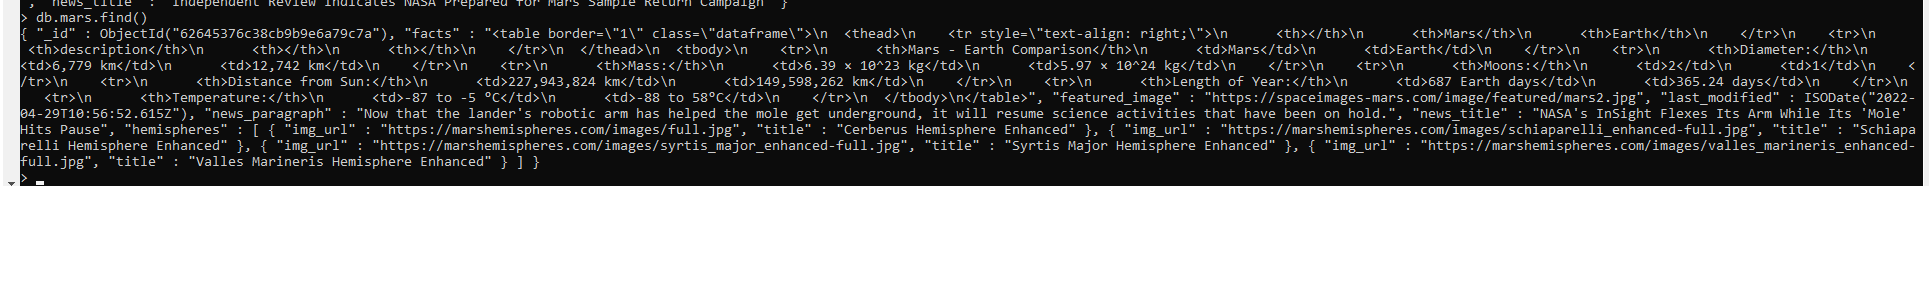 ", "news_title" : "Independent Review Indicates NASA Prepared for Mars Sample Return Campaign" }
> db.mars.find()
{ "_id" : ObjectId("62645376c38cb9b9e6a79c7a"), "facts" : "<table border=\"1\" class=\"dataframe\">\n  <thead>\n    <tr style=\"text-align: right;\">\n      <th></th>\n      <th>Mars</th>\n      <th>Earth</th>\n    </tr>\n    <tr>\n
 <th>description</th>\n      <th></th>\n      <th></th>\n    </tr>\n  </thead>\n  <tbody>\n    <tr>\n      <th>Mars - Earth Comparison</th>\n      <td>Mars</td>\n      <td>Earth</td>\n    </tr>\n    <tr>\n      <th>Diameter:</th>\n
<td>6,779 km</td>\n      <td>12,742 km</td>\n    </tr>\n    <tr>\n      <th>Mass:</th>\n      <td>6.39 × 10^23 kg</td>\n      <td>5.97 × 10^24 kg</td>\n    </tr>\n    <tr>\n      <th>Moons:</th>\n      <td>2</td>\n      <td>1</td>\n    <
/tr>\n    <tr>\n      <th>Distance from Sun:</th>\n      <td>227,943,824 km</td>\n      <td>149,598,262 km</td>\n    </tr>\n    <tr>\n      <th>Length of Year:</th>\n      <td>687 Earth days</td>\n      <td>365.24 days</td>\n    </tr>\n
   <tr>\n      <th>Temperature:</th>\n      <td>-87 to -5 °C</td>\n      <td>-88 to 58°C</td>\n    </tr>\n  </tbody>\n</table>", "featured_image" : "https://spaceimages-mars.com/image/featured/mars2.jpg", "last_modified" : ISODate("2022-
04-29T10:56:52.615Z"), "news_paragraph" : "Now that the lander's robotic arm has helped the mole get underground, it will resume science activities that have been on hold.", "news_title" : "NASA's InSight Flexes Its Arm While Its 'Mole'
Hits Pause", "hemispheres" : [ { "img_url" : "https://marshemispheres.com/images/full.jpg", "title" : "Cerberus Hemisphere Enhanced" }, { "img_url" : "https://marshemispheres.com/images/schiaparelli_enhanced-full.jpg", "title" : "Schiapa
relli Hemisphere Enhanced" }, { "img_url" : "https://marshemispheres.com/images/syrtis_major_enhanced-full.jpg", "title" : "Syrtis Major Hemisphere Enhanced" }, { "img_url" : "https://marshemispheres.com/images/valles_marineris_enhanced-
full.jpg", "title" : "Valles Marineris Hemisphere Enhanced" } ] }
>